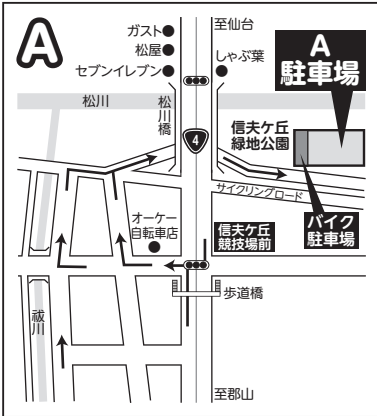 A
ガスト
松屋
セブンイレブン
至仙台
しゃぶ葉
A
駐車場
松川
松川橋
4
信夫ケ丘
緑地公園
サイクリングロード
バイク
駐車場
オーケー
自転車店
信夫ケ丘
競技場前
歩道橋
祓川
至郡山